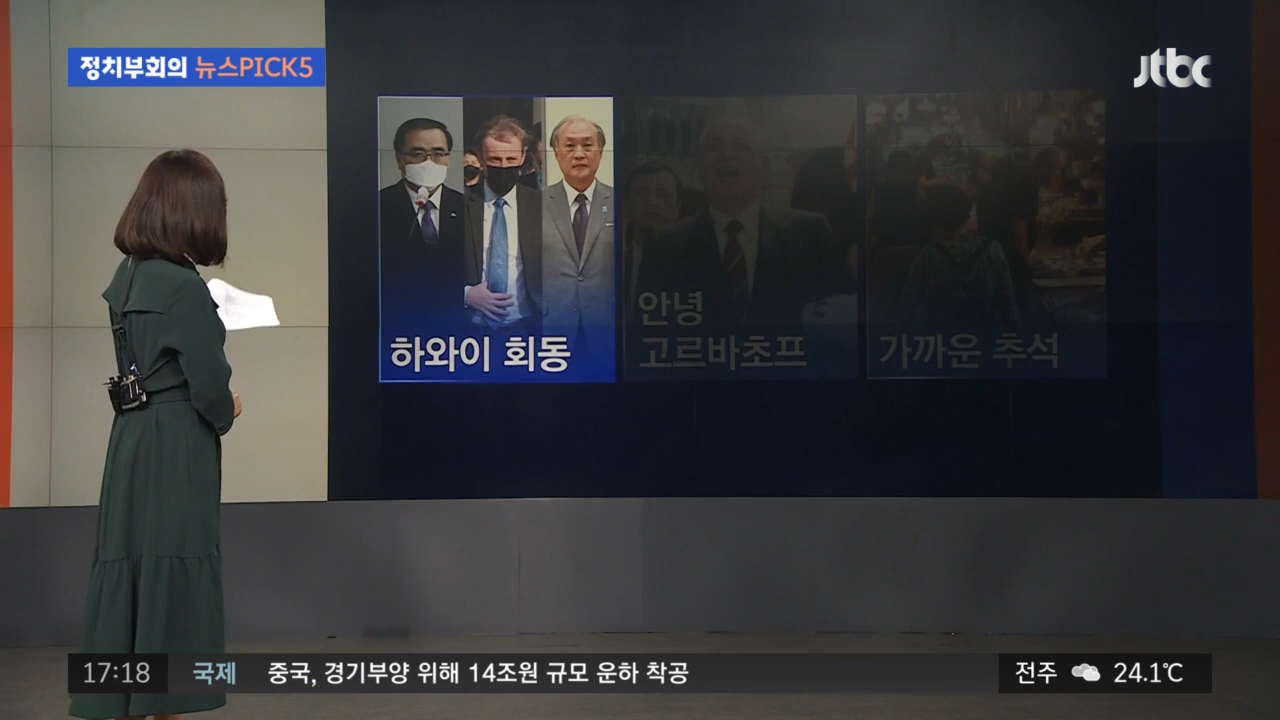 정치부회의 뉴스PICK5
jtbc
하와이 회동
안녕
고르바초프
가까운 추석
17:18 국제 중국, 경기부양 위해 14조원 규모 운하 착공
전주 24.1℃